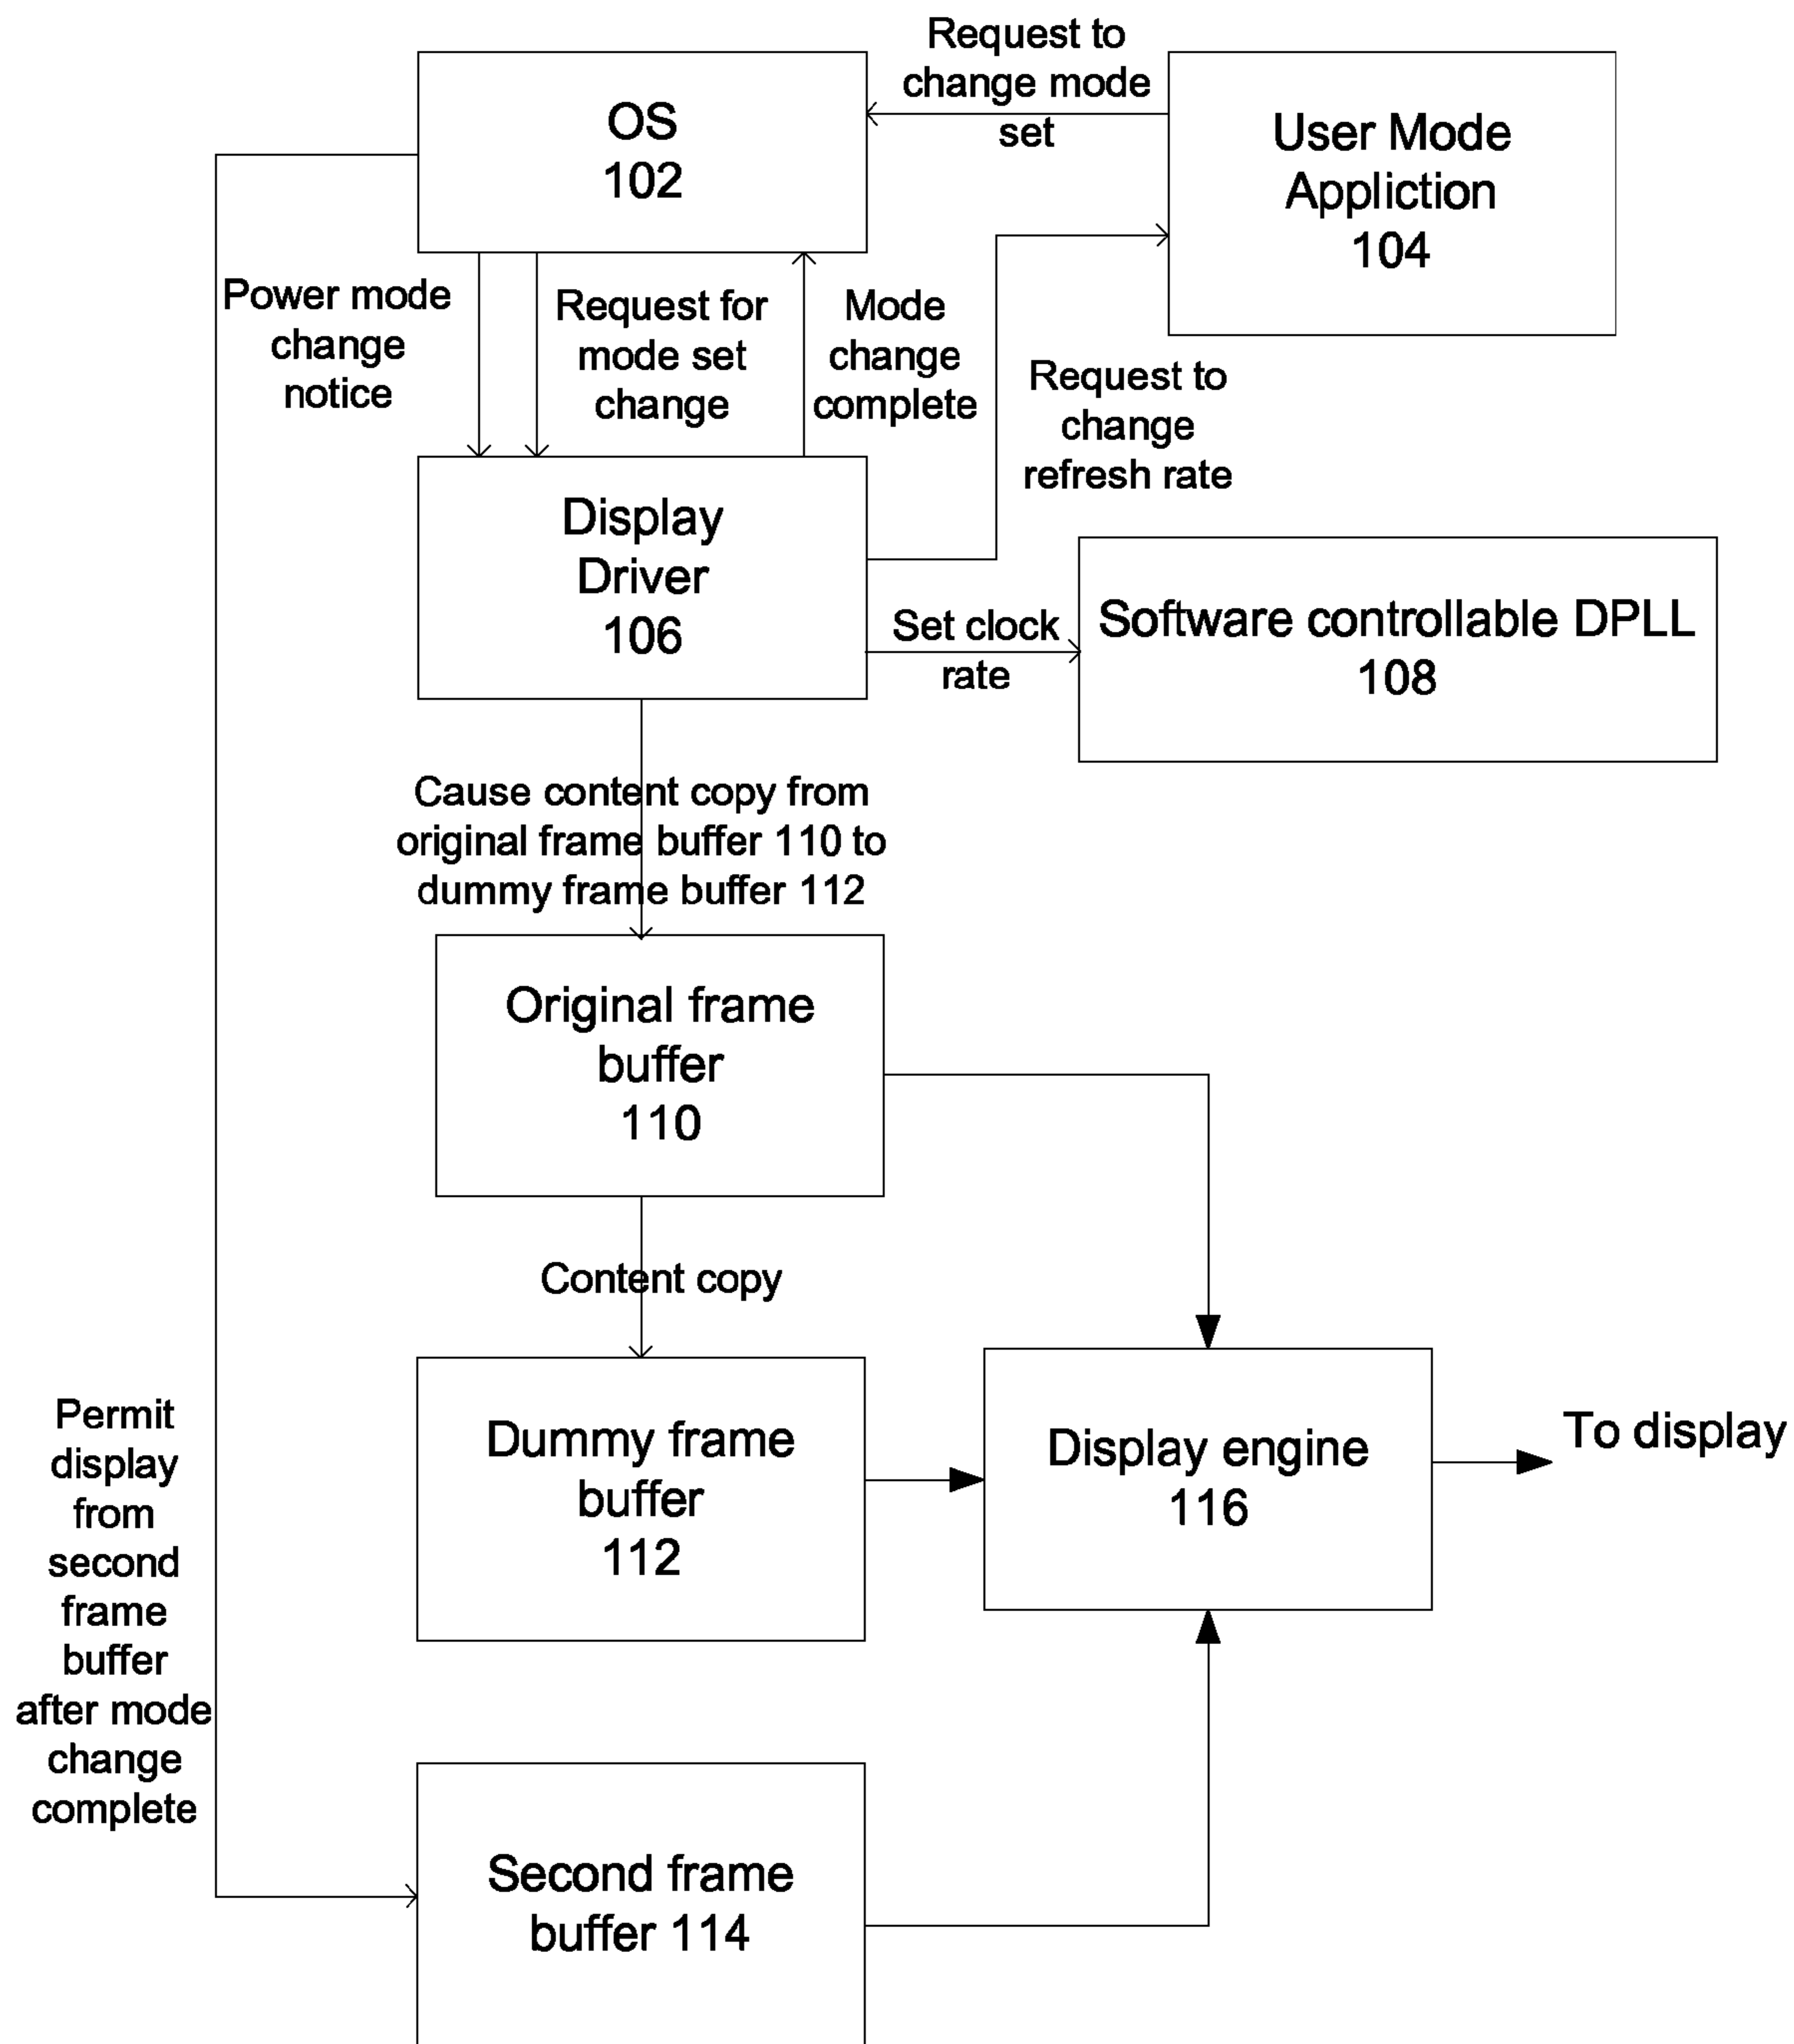 Request to
change mode
set
OS
102
User Mode
Appliction
104
Power mode
change
notice
Request for
mode set
change
Mode
change
complete
Request to
change
refresh rate
Display
Driver
106
Set clock
rate
Software controllable DPLL
108
Cause content copy from
original frame buffer 110 to
dummy frame buffer 112
Original frame
buffer
110
Content copy
Dummy frame
buffer
112
Display engine
116
To display
Permit
display
from
second
frame
buffer
after mode
change
complete
Second frame
buffer 114